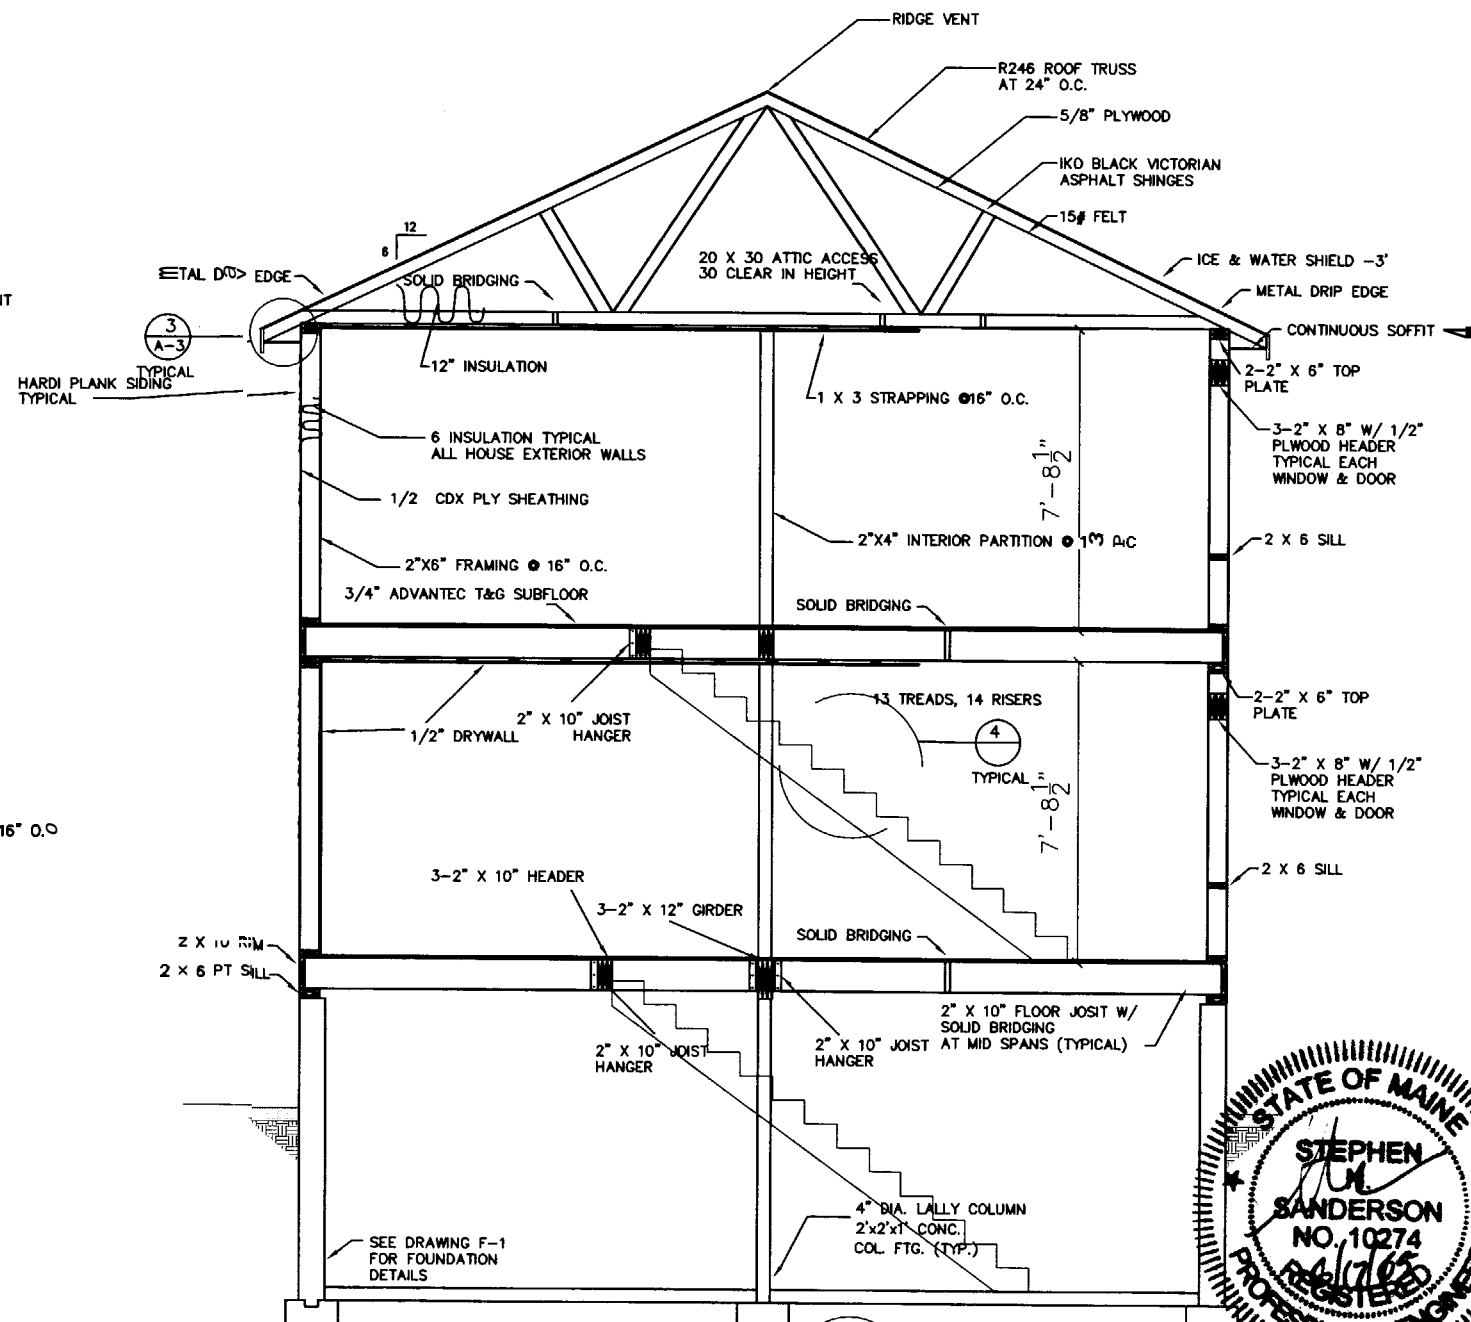 RIDGE VENT
R246 ROOF TRUSS
AT 24" O.C.
5/8" PLYWOOD
IKO BLACK VICTORIAN
ASPHALT SHINGES
15# FELT
12
6
20 X 30 ATTIC ACCESS
30 CLEAR IN HEIGHT
ICE & WATER SHIELD -3'
EDGE
SOLID BRIDGING
METAL DRIP EDGE
3
A-3
TYPICAL
CONTINUOUS SOFFIT
HARDI PLANK SIDING
TYPICAL
12" INSULATION
2-2" X 6" TOP
PLATE
1 X 3 STRAPPING @16" O.C.
6 INSULATION TYPICAL
ALL HOUSE EXTERIOR WALLS
3-2" X 8" W/ 1/2"
PLWOOD HEADER
TYPICAL EACH
WINDOW & DOOR
7'-8 1/2"
1/2 CDX PLY SHEATHING
2"X4" INTERIOR PARTITION @
2 X 6 SILL
2"X6" FRAMING @ 16" O.C.
3/4" ADVANTEC T&G SUBFLOOR
SOLID BRIDGING
13 TREADS, 14 RISERS
2-2" X 6" TOP
PLATE
2" X 10" JOIST
HANGER
1/2" DRYWALL
4
TYPICAL
7'-8 1/2"
3-2" X 8" W/ 1/2"
PLWOOD HEADER
TYPICAL EACH
WINDOW & DOOR
16" O.C
3-2" X 10" HEADER
2 X 6 SILL
3-2" X 12" GIRDER
SOLID BRIDGING
2 X 10 RIM
2 X 6 PT SILL
2" X 10" FLOOR JOSIT W/
SOLID BRIDGING
AT MID SPANS (TYPICAL)
2" X 10" JOIST
HANGER
2" X 10" JOIST
HANGER
4" DIA. LALLY COLUMN
2'x2'x1' CONC.
COL. FTG. (TYP.)
SEE DRAWING F-1
FOR FOUNDATION
DETAILS
STATE OF MAINE
STEPHEN
M.
SANDERSON
NO. 10274
REGISTERED